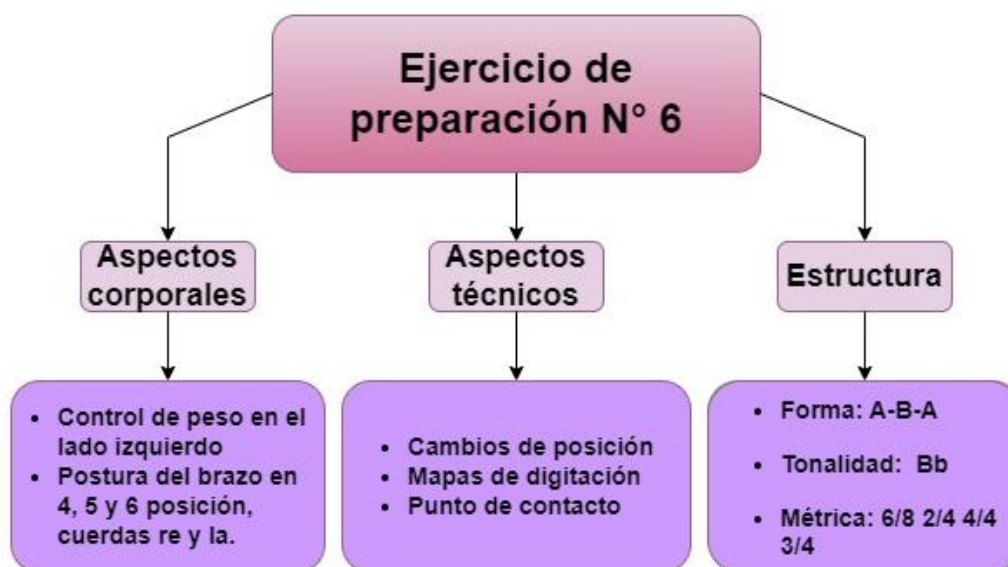 Ejercicio de
preparación N° 6
Aspectos
corporales
Aspectos
técnicos
Estructura
• Control de peso en el
lado izquierdo
• Postura del brazo en
4, 5 y 6 posición,
cuerdas re y la.
• Cambios de posición
• Mapas de digitación
• Punto de contacto
• Forma: A-B-A
• Tonalidad: Bb
• Métrica: 6/8 2/4 4/4
3/4